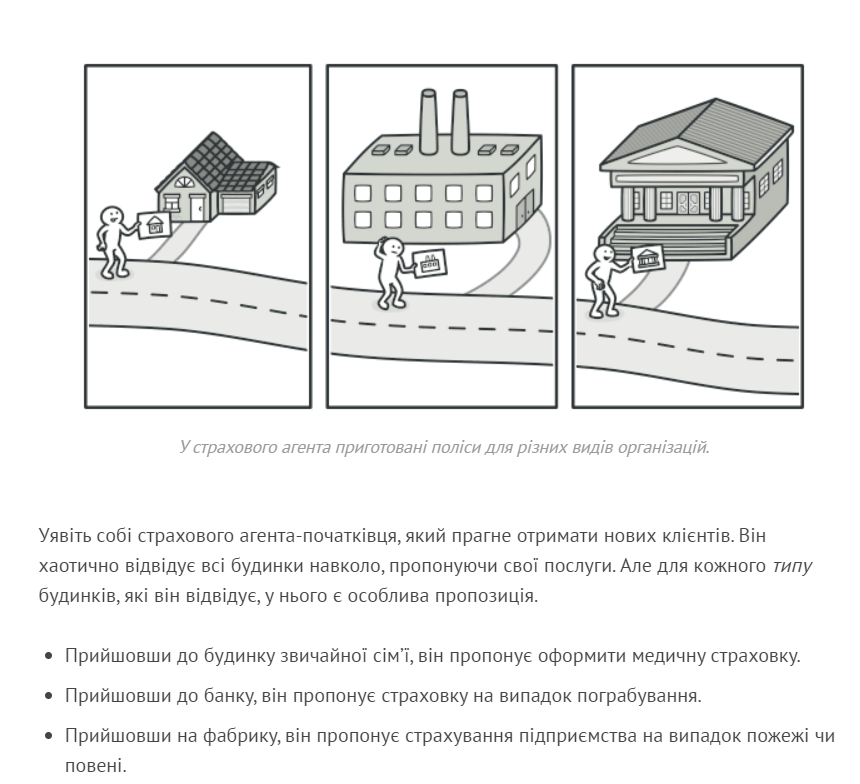 У страхового агента приготовані поліси для різних видів організацій.
Уявіть собі страхового агента-початківця, який прагне отримати нових клієнтів. Він
хаотично відвідує всі будинки навколо, пропонуючи свої послуги. Але для кожного типу
будинків, які він відвідує, у нього є особлива пропозиція.
• Прийшовши до будинку звичайної сім’ї, він пропонує оформити медичну страховку.
• Прийшовши до банку, він пропонує страховку на випадок пограбування.
• Прийшовши на фабрику, він пропонує страхування підприємства на випадок пожежі чи
повені.